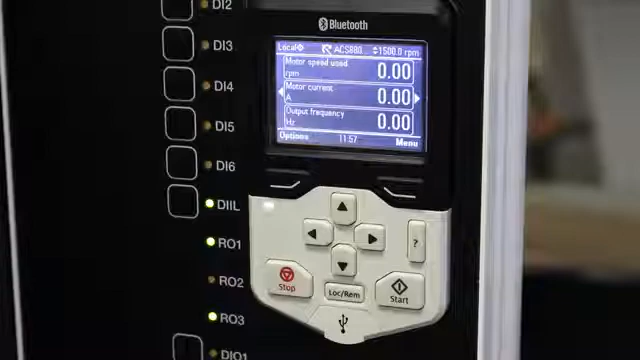 DI2
DI3
DI4
DI5
DI6
DIIL
RO1
RO2
RO3
DIO1
Bluetooth
Local ACS880 1500.0 rpm
Motor speed used
rpm 0.00
Motor current
A 0.00
Output frequency
Hz 0.00
Options 11:57 Menu
?
Stop
Loc/Rem
Start